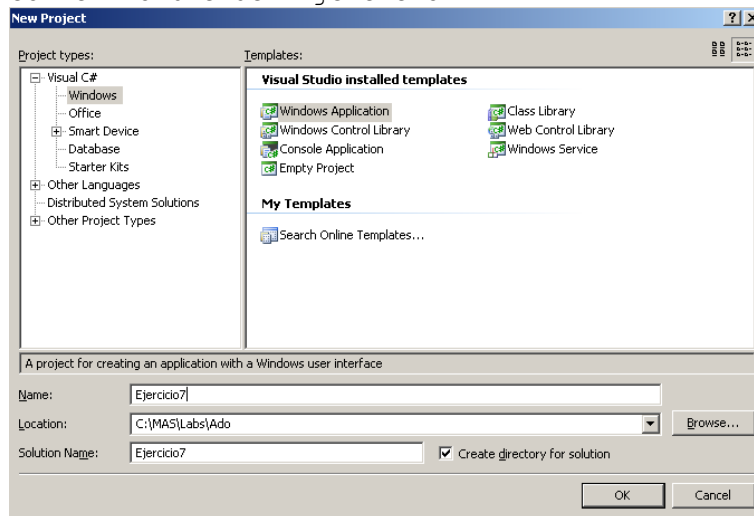 New Project
Project types:
Templates:
Visual C#
Windows
Office
Smart Device
Database
Starter Kits
Other Languages
Distributed System Solutions
Other Project Types
Visual Studio installed templates
Windows Application
Class Library
Windows Control Library
Web Control Library
Console Application
Windows Service
Empty Project
My Templates
Search Online Templates...
A project for creating an application with a Windows user interface
Name:
Ejercicio7
Location:
C:\MAS\Labs\Ado
Browse...
Solution Name:
Ejercicio7
Create directory for solution
OK
Cancel